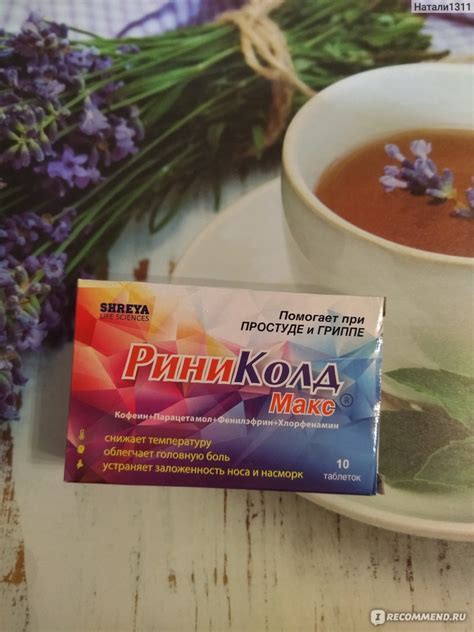 Натали1311
SHREYA
LIFE SCIENCES
Помогает при
ПРОСТУДЕ и ГРИППЕ
РиниКолд
Макс®
Кофеин+Парацетамол+Фенилэфрин+Хлорфенамин
снижает температуру
облегчает головную боль
устраняет заложенность носа и насморк
10
таблеток
I RECOMMEND.RU